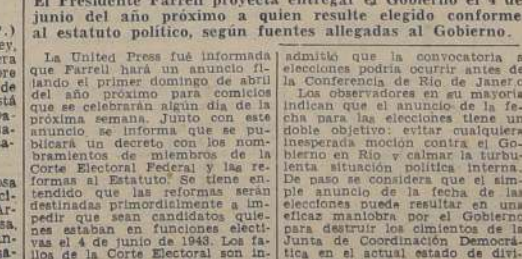 El Presidente Farrell proyecta entregar el Gobierno el 4 de
junio del año próximo a quien resulte elegido conforme
al estatuto político, según fuentes allegadas al Gobierno.
La United Press fué informada
que Farrell hará un anuncio fi-
jando el primer domingo de abril
del año próximo para comicios
que se celebrarán algún día de la
próxima semana. Junto con este
anuncio se informa que se pu-
blicará un decreto con los nom-
bramientos de miembros de la
Corte Electoral Federal y las re-
formas al Estatuto. Se tiene en-
tendido que las reformas serán
destinadas primordialmente a im-
pedir que sean candidatos quie-
nes estaban en funciones electi-
vas el 4 de junio de 1943. Los fa-
llos de la Corte Electoral son in-
admitió que la convocatoria a
elecciones podría ocurrir antes de
la Conferencia de Río de Janeiro
Los observadores en su mayoría
indican que el anuncio de la fe-
cha para las elecciones tiene un
doble objetivo: evitar cualquiera
inesperada moción contra el Go-
bierno en Río y calmar la turbu-
lenta situación política interna.
De paso se considera que el sim-
ple anuncio de la fecha de las
elecciones puede resultar en una
eficaz maniobra por el Gobierno
para destruir los cimientos de la
Junta de Coordinación Democrá-
tica en el actual estado de divi-